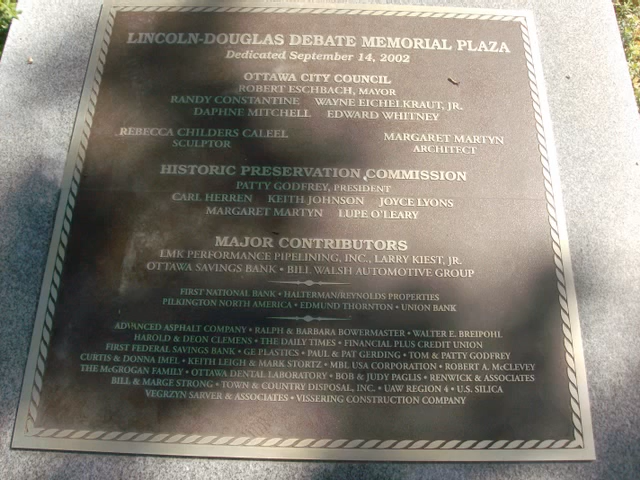 LINCOLN-DOUGLAS DEBATE MEMORIAL PLAZA
Dedicated September 14, 2002
OTTAWA CITY COUNCIL
ROBERT ESCHBACH, MAYOR
RANDY CONSTANTINE WAYNE EICHELKRAUT, JR.
DAPHNE MITCHELL EDWARD WHITNEY
REBECCA CHILDERS CALEEL
SCULPTOR
MARGARET MARTYN
ARCHITECT
HISTORIC PRESERVATION COMMISSION
PATTY GODFREY, PRESIDENT
CARL HERREN KEITH JOHNSON JOYCE LYONS
MARGARET MARTYN LUPE O'LEARY
MAJOR CONTRIBUTORS
LMK PERFORMANCE PIPELINING, INC., LARRY KIEST, JR.
OTTAWA SAVINGS BANK • BILL WALSH AUTOMOTIVE GROUP
FIRST NATIONAL BANK • HALTERMAN/REYNOLDS PROPERTIES
PILKINGTON NORTH AMERICA • EDMUND THORNTON • UNION BANK
ADVANCED ASPHALT COMPANY • RALPH & BARBARA BOWERMASTER • WALTER E. BREIPOHL
HAROLD & DEON CLEMENS • THE DAILY TIMES • FINANCIAL PLUS CREDIT UNION
FIRST FEDERAL SAVINGS BANK • GE PLASTICS • PAUL & PAT GERDING • TOM & PATTY GODFREY
CURTIS & DONNA IMEL • KEITH LEIGH & MARK STORTZ • MBL USA CORPORATION • ROBERT A. McCLEVEY
THE McGROGAN FAMILY • OTTAWA DENTAL LABORATORY • BOB & JUDY PAGLIS • RENWICK & ASSOCIATES
BILL & MARGE STRONG • TOWN & COUNTRY DISPOSAL, INC. • UAW REGION 4 • U.S. SILICA
VEGRZYN SARVER & ASSOCIATES • VISSERING CONSTRUCTION COMPANY